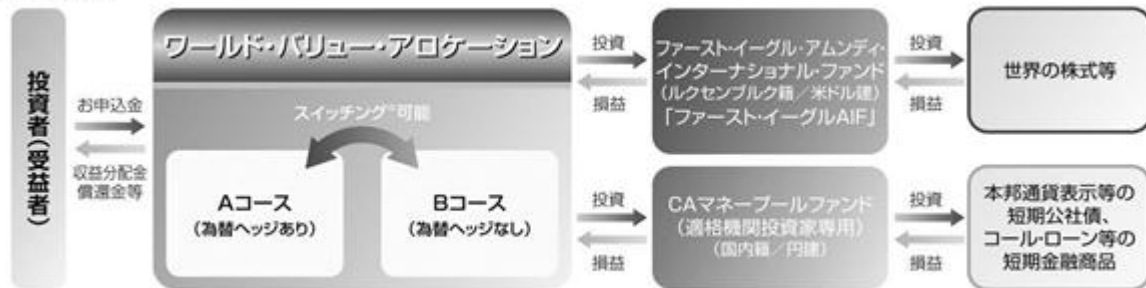 投資者(受益者)
お申込金
収益分配金
償還金等
ワールド・バリュー・アロケーション
スイッチング※可能
Aコース
(為替ヘッジあり)
Bコース
(為替ヘッジなし)
投資
損益
ファースト・イーグル・アムンディ・
インターナショナル・ファンド
(ルクセンブルク籍/米ドル建)
「ファースト・イーグルAIF」
投資
損益
世界の株式等
投資
損益
CAマネープールファンド
(適格機関投資家専用)
(国内籍/円建)
投資
損益
本邦通貨表示等の
短期公社債、
コール・ローン等の
短期金融商品